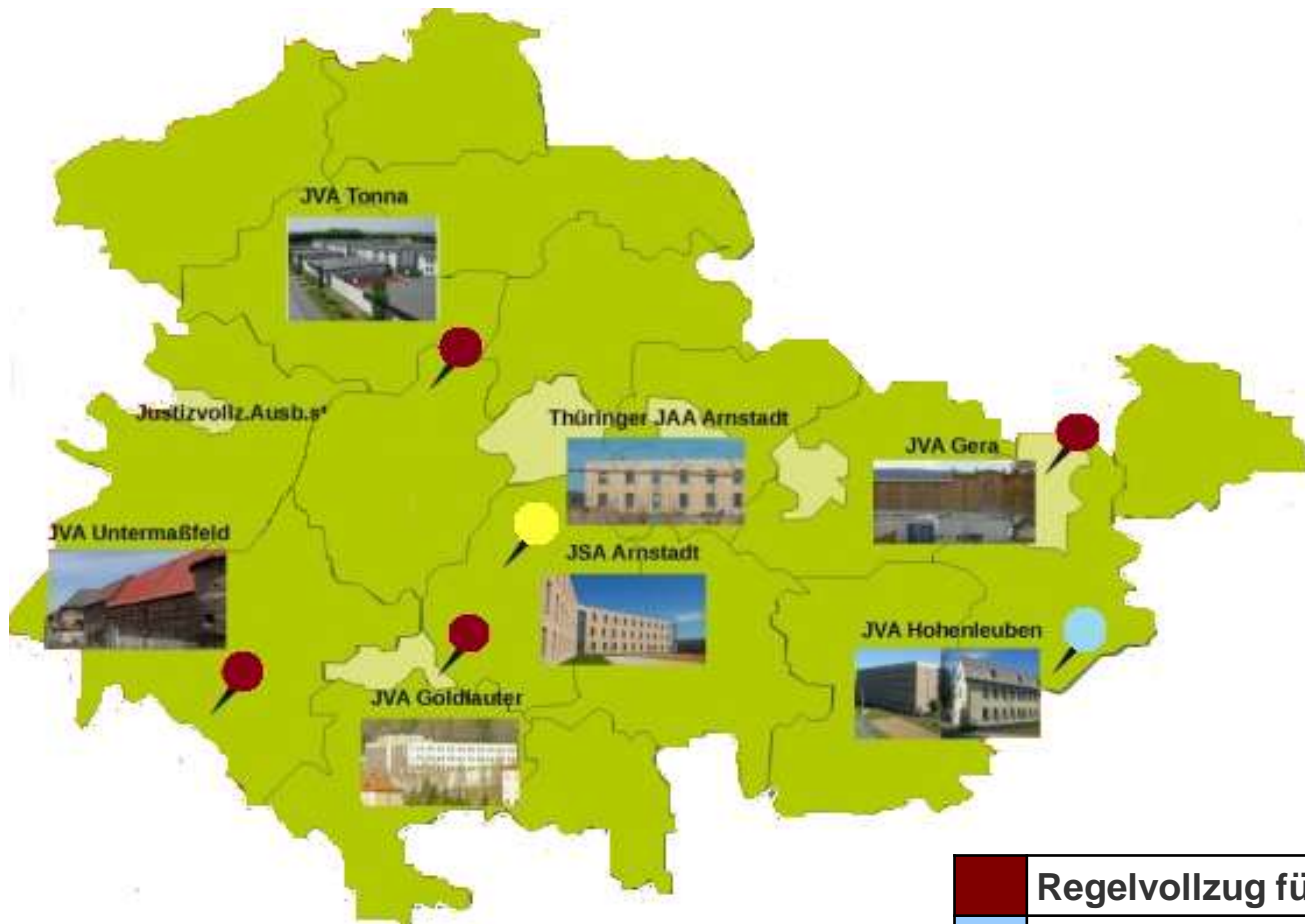 JVA Tonna
Justizvollz.Ausb.s
Thüringer JAA Arnstadt
JVA Gera
JVA Untermaßfeld
JSA Arnstadt
JVA Hohenleuben
JVA Goldlauter
Regelvollzug fü